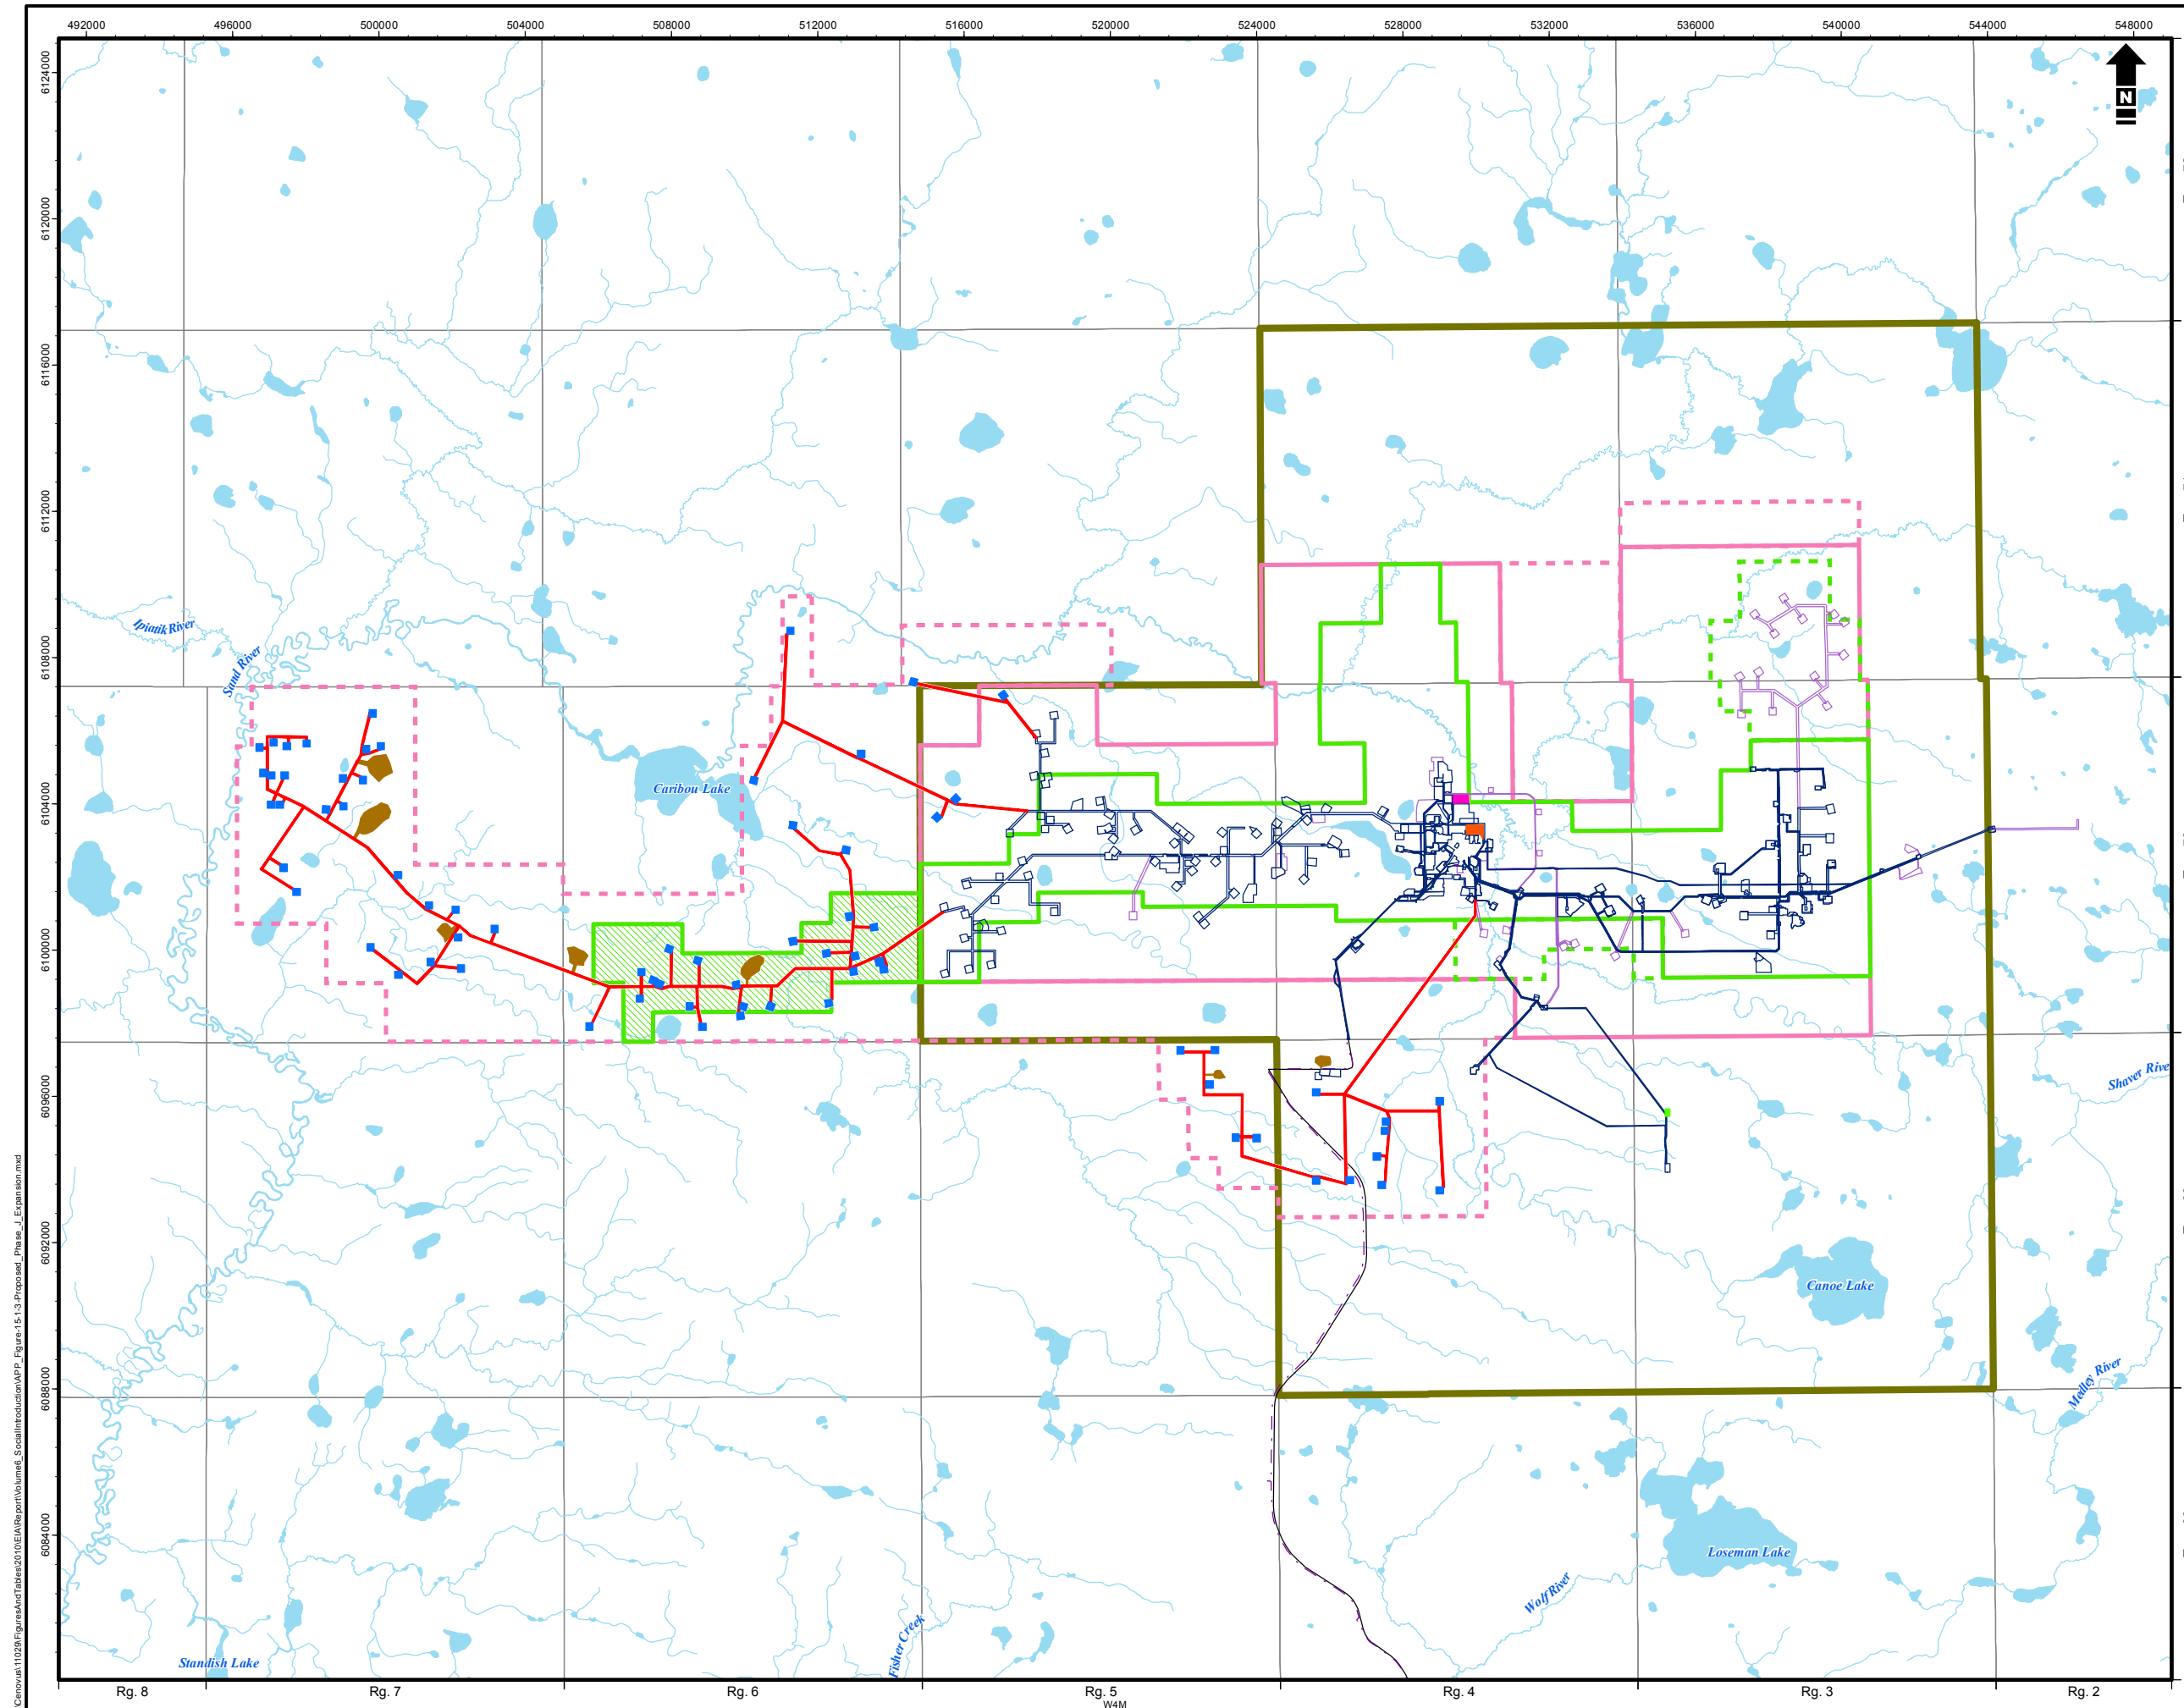 492000 496000 500000 504000 508000 512000 516000 520000 524000 528000 532000 536000 540000 544000 548000
N
6124000
6120000
6116000
6112000
6108000
6104000
6100000
6096000
6092000
6088000
6084000
Ipiatik River
Sand River
Caribou Lake
Shaver River
Canoe Lake
Medley River
Loseman Lake
Wolf River
Fisher Creek
Standish Lake
Rg. 8 Rg. 7 Rg. 6 Rg. 5 Rg. 4 Rg. 3 Rg. 2
W4M